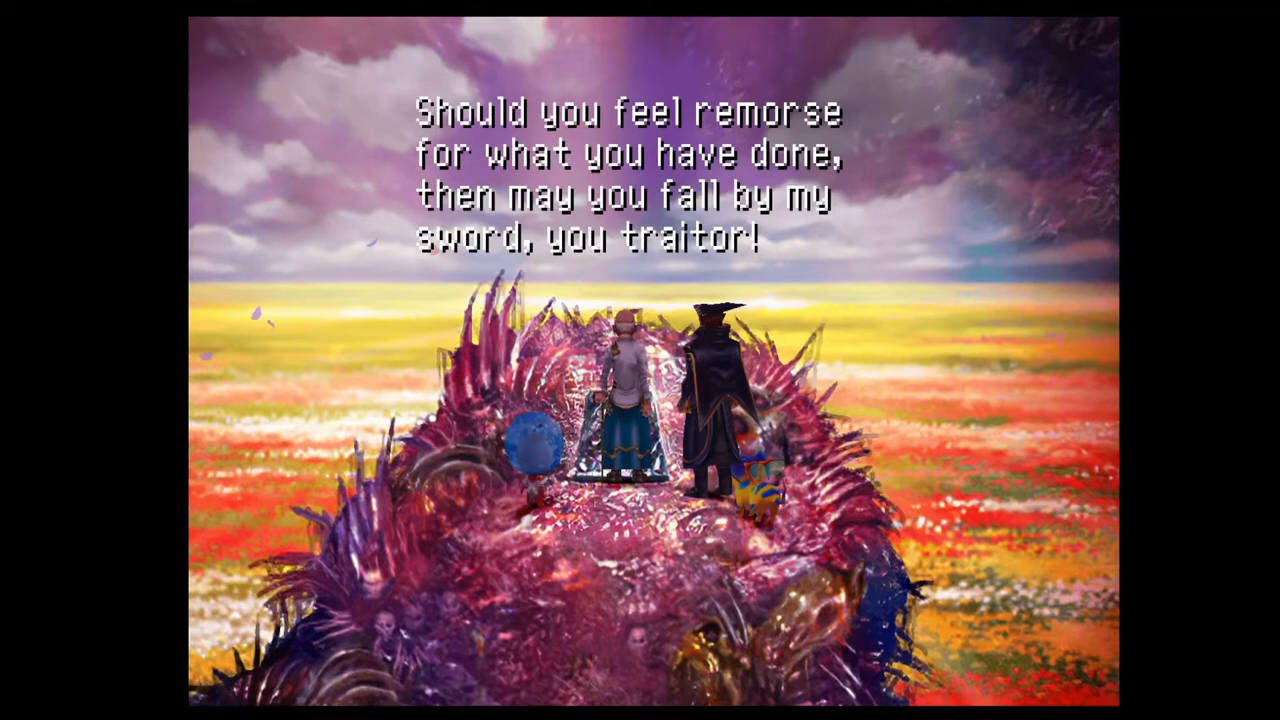 Should you feel remorse
for what you have done,
then may you fall by my
sword, you traitor!